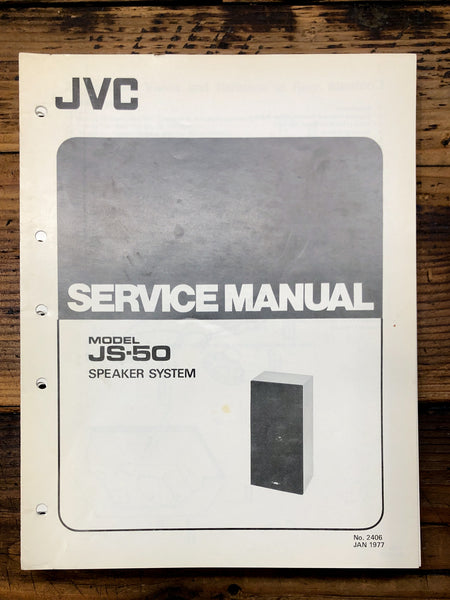 JVC
SERVICE MANUAL
MODEL
JS-50
SPEAKER SYSTEM
No. 2406
JAN 1977